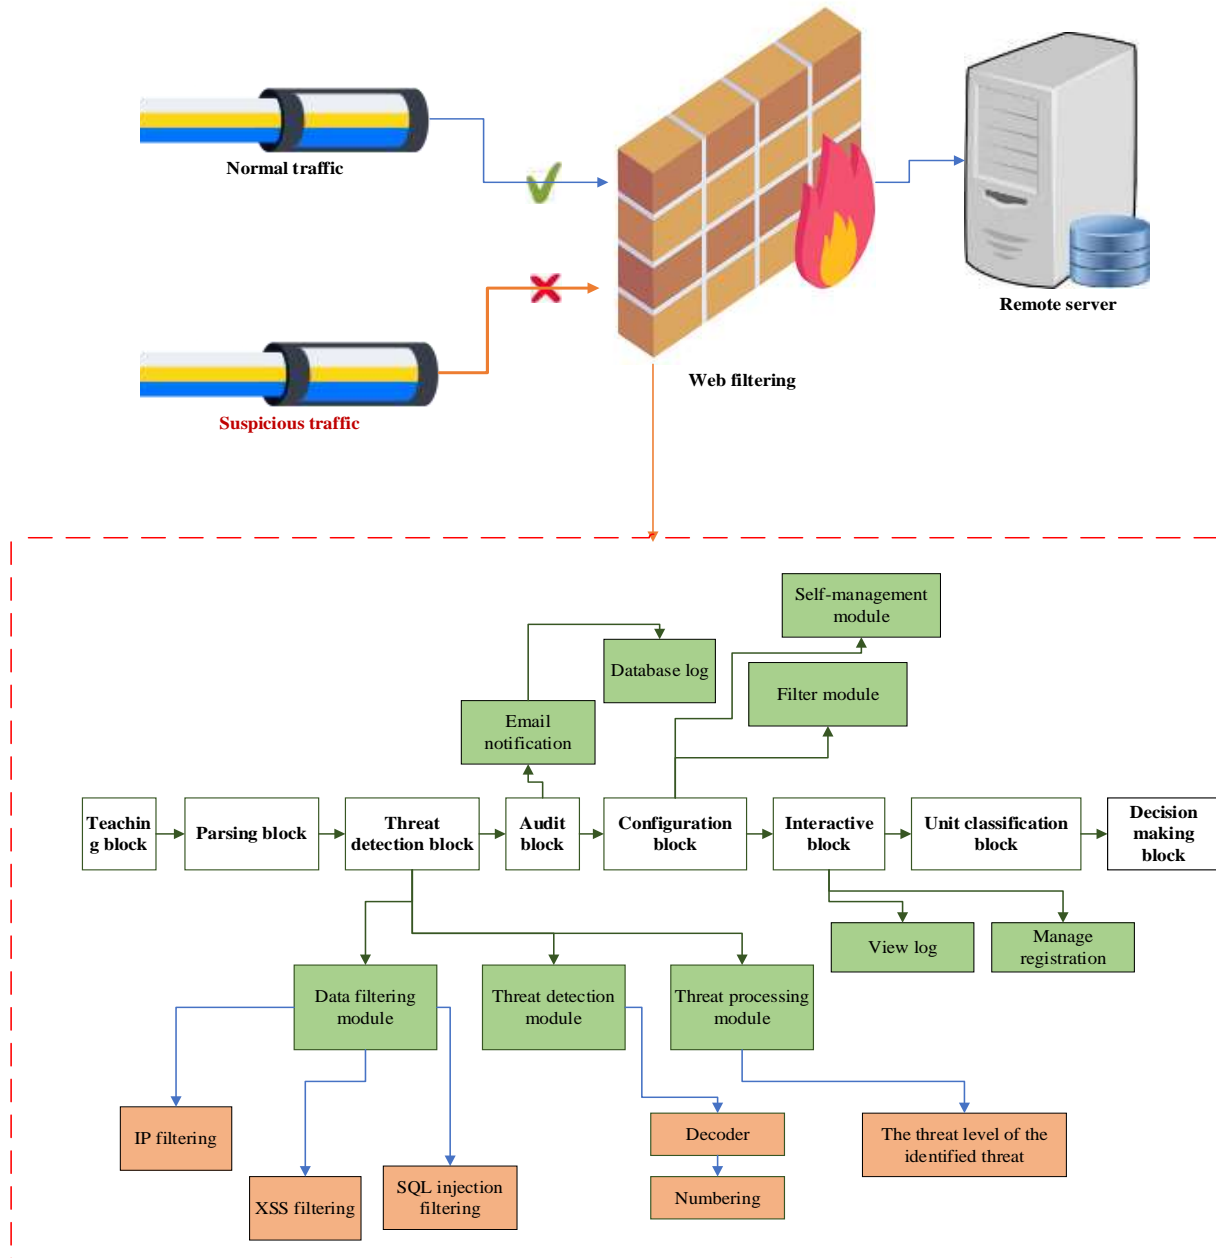 Normal traffic
Remote server
Web filtering
Suspicious traffic
Self-management
module
Database log
Filter module
Email
notification
Teachin
g block
Parsing block
Threat
detection block
Audit
block
Configuration
block
Interactive
block
Unit classification
block
Decision
making
block
View log
Manage
registration
Data filtering
module
Threat detection
module
Threat processing
module
IP filtering
XSS filtering
SQL injection
filtering
Decoder
Numbering
The threat level of the
identified threat